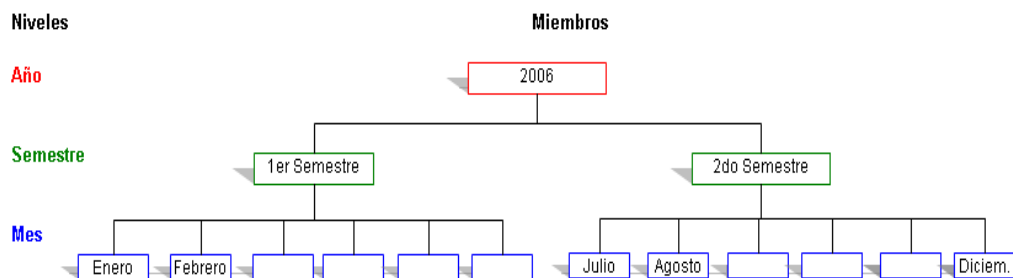 Niveles Miembros
Año 2006
Semestre 1er Semestre 2do Semestre
Mes
Enero Febrero Julio Agosto Diciem.